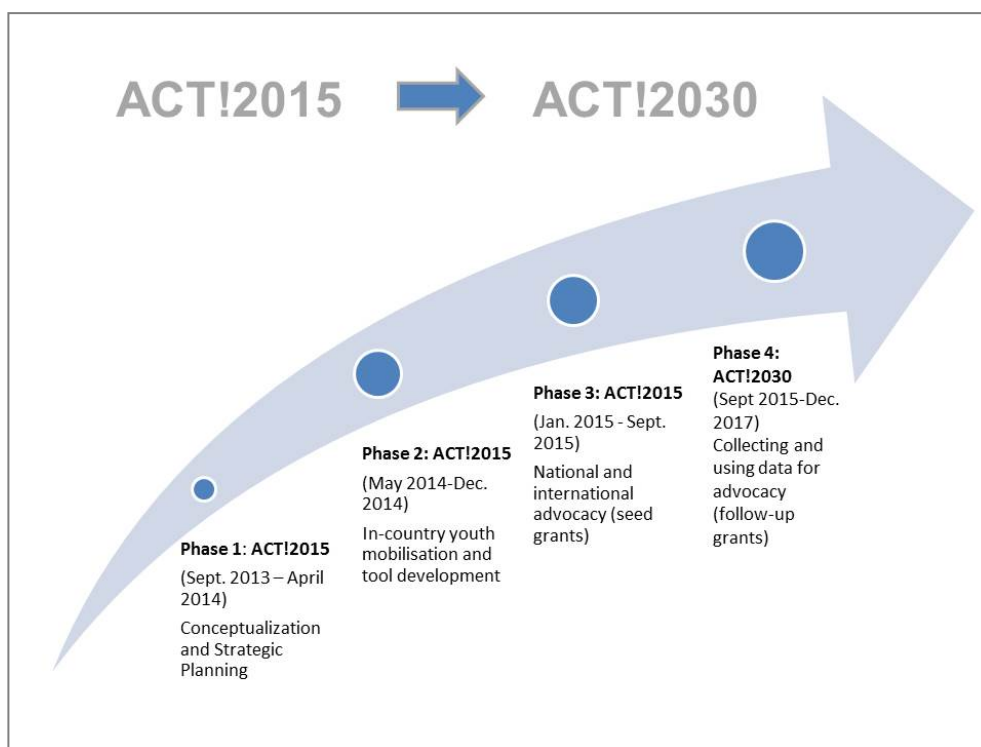 ACT!2015
ACT!2030
Phase 1: ACT!2015
(Sept. 2013 – April
2014)
Conceptualization
and Strategic
Planning
Phase 2: ACT!2015
(May 2014-Dec.
2014)
In-country youth
mobilisation and
tool development
Phase 3: ACT!2015
(Jan. 2015 - Sept.
2015)
National and
international
advocacy (seed
grants)
Phase 4:
ACT!2030
(Sept 2015-Dec.
2017)
Collecting and
using data for
advocacy
(follow-up
grants)